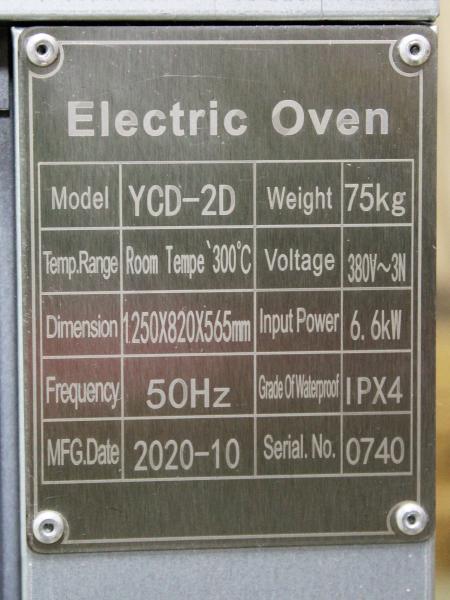 Electric Oven
Model YCD-2D Weight 75kg
Temp.Range Room Tempe`300°C Voltage 380V~3N
Dimension 1250X820X565mm Input Power 6.6kW
Frequency 50Hz Grade Of Waterproof IPX4
MFG.Date 2020-10 Serial. No. 0740